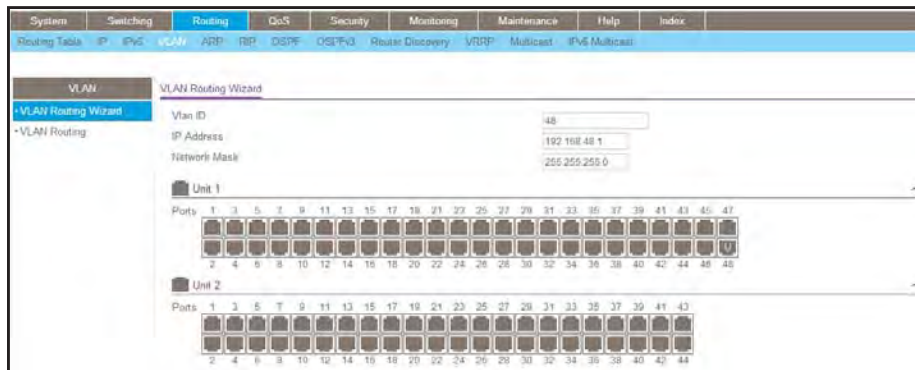 System Switching Routing QoS Security Monitoring Maintenance Help Index
Routing Table IP IPv6 VLAN ARP RIP OSPF OSPFv3 Router Discovery VRRP Multicast IPv6 Multicast
VLAN
VLAN Routing Wizard
VLAN Routing
VLAN Routing Wizard
Vlan ID 48
IP Address 192.168.48.1
Network Mask 255.255.255.0
Unit 1
Ports 1 3 5 7 9 11 13 15 17 19 21 23 25 27 29 31 33 35 37 39 41 43 45 47
U
2 4 6 8 10 12 14 16 18 20 22 24 26 28 30 32 34 36 38 40 42 44 46 48
Unit 2
Ports 1 3 5 7 9 11 13 15 17 19 21 23 25 27 29 31 33 35 37 39 41 43
2 4 6 8 10 12 14 16 18 20 22 24 26 28 30 32 34 36 38 40 42 44